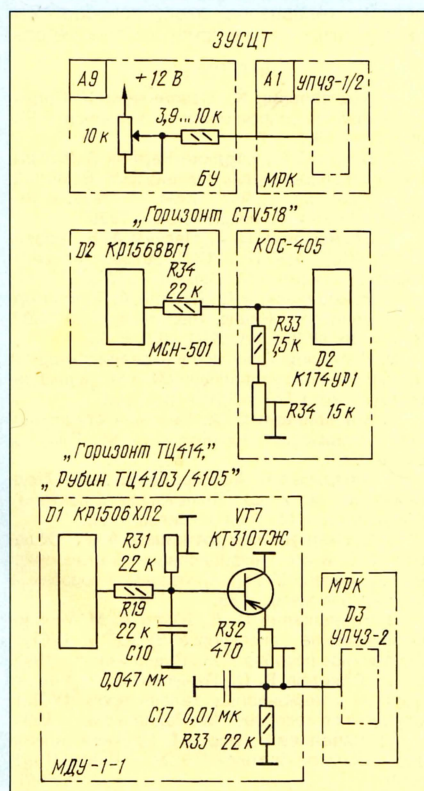 ЗУСЦТ
А9
+12 В
А1
УПЧЗ-1/2
3,9... 10 к
10 к
БУ
МРК
„Горизонт CTV518”
D2 КР1568ВГ1
КОС-405
R34
22 к
R33
7,5 к
D2
К174УР1
МСН-501
R34 15 к
„Горизонт ТЦ414,”
„Рубин ТЦ4103/4105”
D1 КР1506ХЛ2
VT7
КТ3107Ж
R31
22 к
МРК
R19
22 к
R32
470
D3
УПЧЗ-2
С10
0,047 мк
С17 0,01 мк
R33 22 к
МДУ-1-1